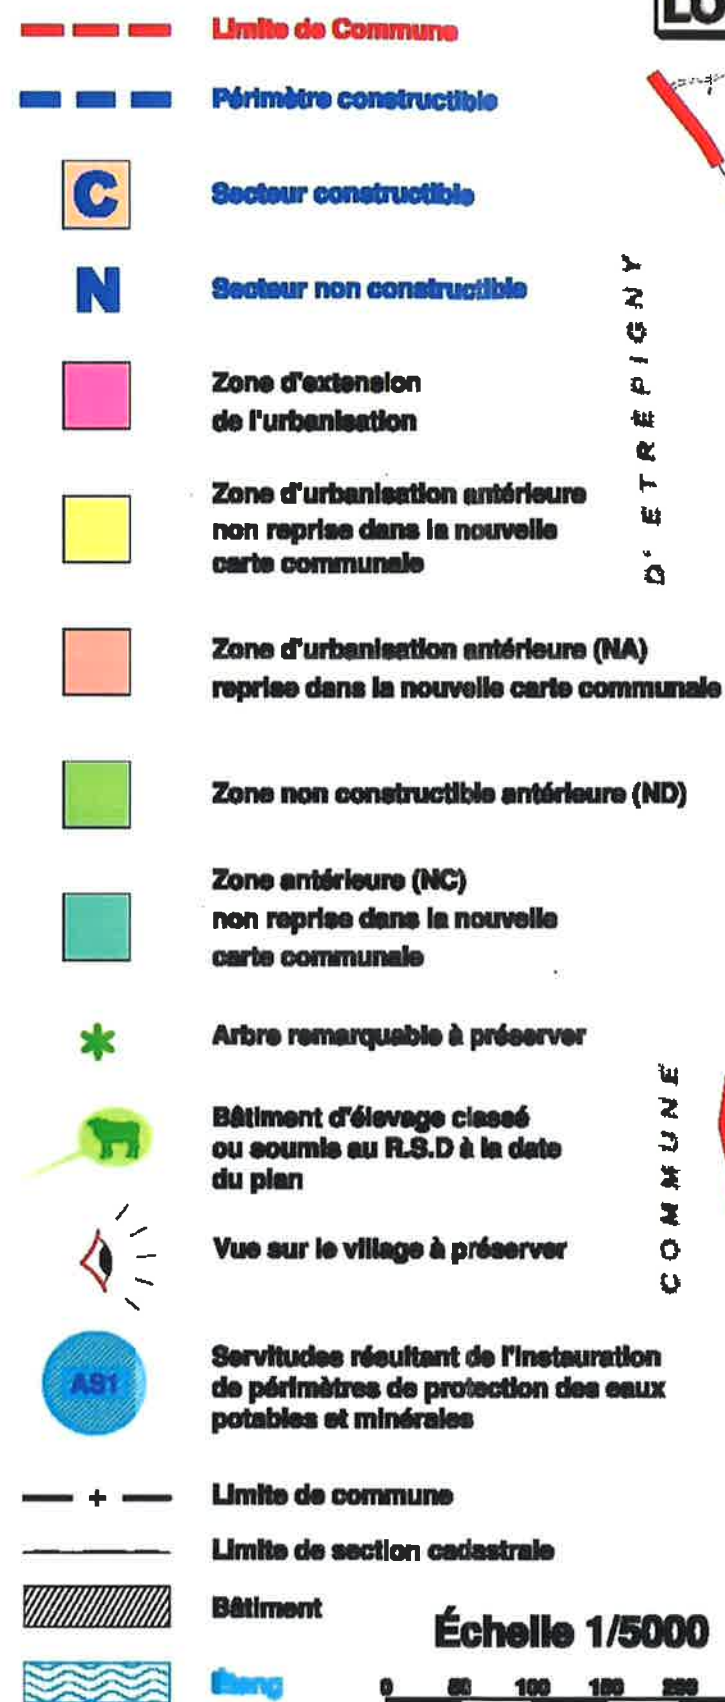 LO
Limite de Commune
Périmètre constructible
C
Secteur constructible
N
Secteur non constructible
Zone d'extension
de l'urbanisation
Zone d'urbanisation antérieure
non reprise dans la nouvelle
carte communale
Zone d'urbanisation antérieure (NA)
reprise dans la nouvelle carte communale
Zone non constructible antérieure (ND)
Zone antérieure (NC)
non reprise dans la nouvelle
carte communale
Arbre remarquable à préserver
Bâtiment d'élevage classé
ou soumis au R.S.D à la date
du plan
Vue sur le village à préserver
AS1
Servitudes résultant de l'instauration
de périmètres de protection des eaux
potables et minérales
Limite de commune
Limite de section cadastrale
Bâtiment
Étang
Échelle 1/5000
0 50 100 150 250
COMMUNE D'ETREPIGNY